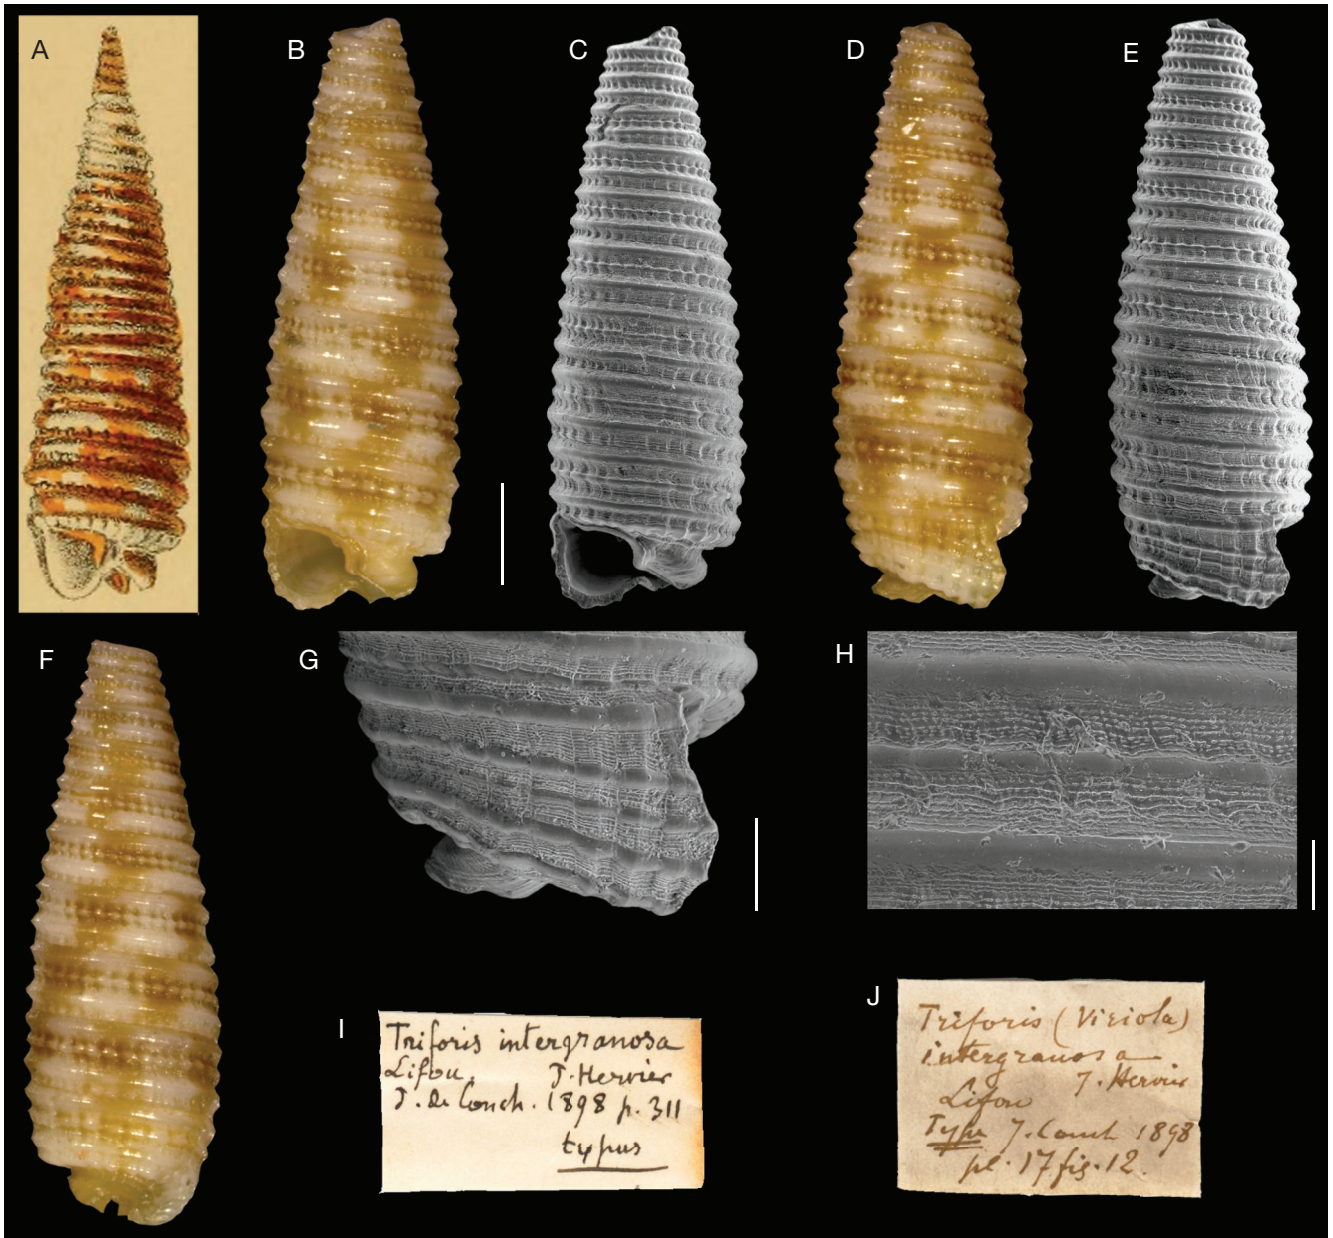 A
B
C
D
E
F
G
H
I
Triforis intergranosa
Lifou. J. Hervier
J. de Conch. 1898 p. 311
typus
J
Triforis (Viriola)
intergranosa
J. Hervier
Lifou
Type J. Conch 1898
pl. 17 fig. 12.